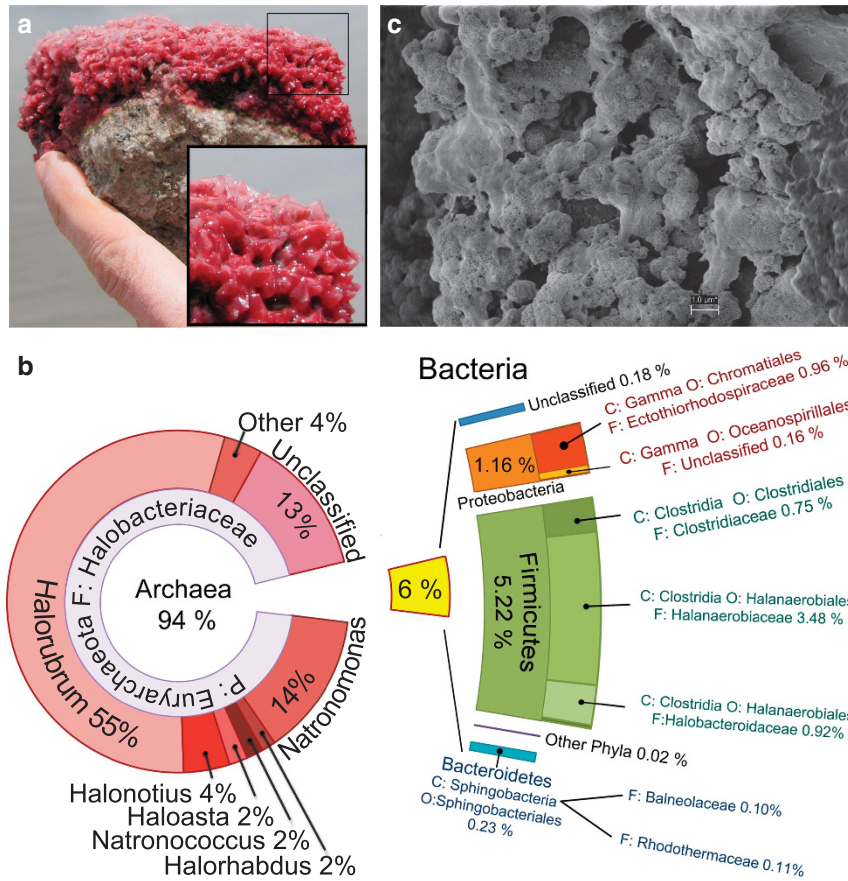 a
c
1.0 µm
b
Bacteria
Other 4%
Unclassified
13%
P: Euryarchaeota F: Halobacteriaceae
Archaea
94 %
Halorubrum 55%
14%
Natronomonas
Halonotius 4%
Haloasta 2%
Natronococcus 2%
Halorhabdus 2%
6 %
Unclassified 0.18 %
1.16 %
Proteobacteria
C: Gamma O: Chromatiales
F: Ectothiorhodospiraceae 0.96 %
C: Gamma O: Oceanospirillales
F: Unclassified 0.16 %
Firmicutes
5.22 %
C: Clostridia O: Clostridiales
F: Clostridiaceae 0.75 %
C: Clostridia O: Halanaerobiales
F: Halanaerobiaceae 3.48 %
C: Clostridia O: Halanaerobiales
F:Halobacteroidaceae 0.92%
Other Phyla 0.02 %
Bacteroidetes
C: Sphingobacteria
O:Sphingobacteriales
0.23 %
F: Balneolaceae 0.10%
F: Rhodothermaceae 0.11%